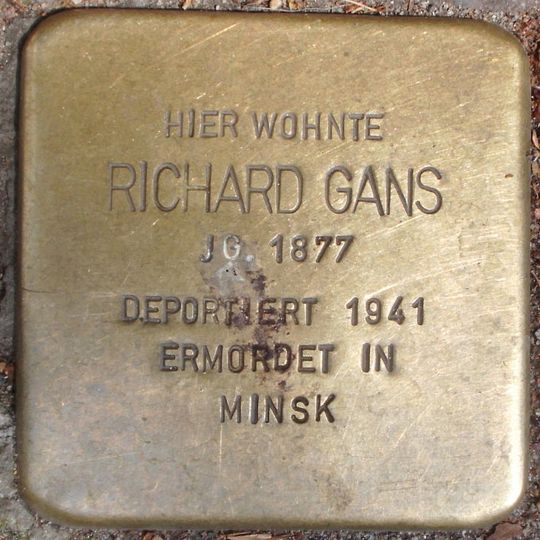 HIER WOHNTE
RICHARD GANS
JG. 1877
DEPORTIERT 1941
ERMORDET IN
MINSK